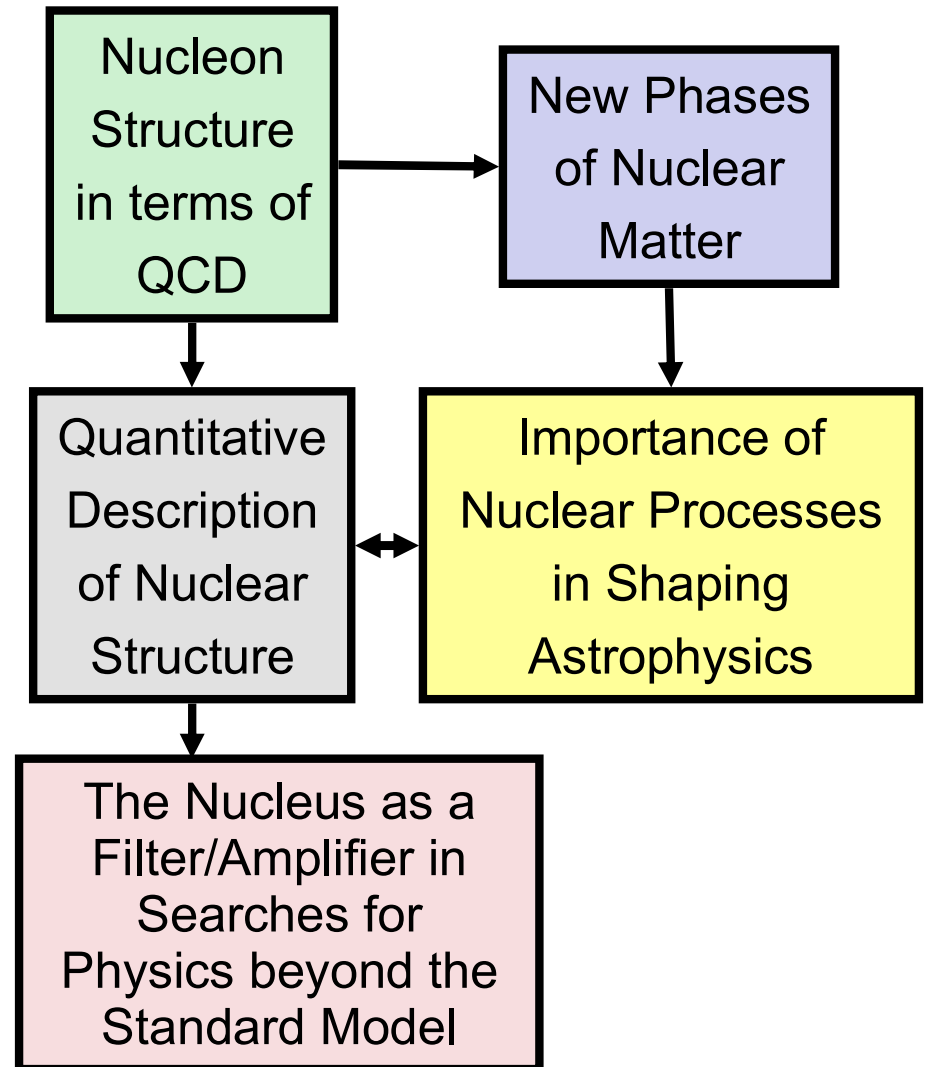 Nucleon
Structure
in terms of
QCD
New Phases
of Nuclear
Matter
Quantitative
Description
of Nuclear
Structure
Importance of
Nuclear Processes
in Shaping
Astrophysics
The Nucleus as a
Filter/Amplifier in
Searches for
Physics beyond the
Standard Model